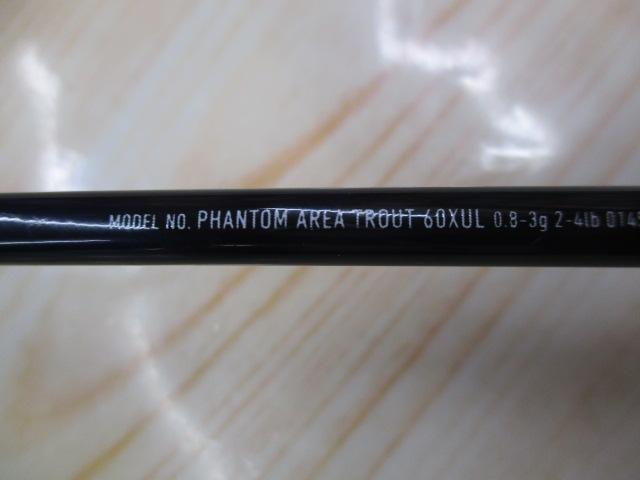 MODEL NO. PHANTOM AREA TROUT 60XUL 0.8-3g 2-4lb